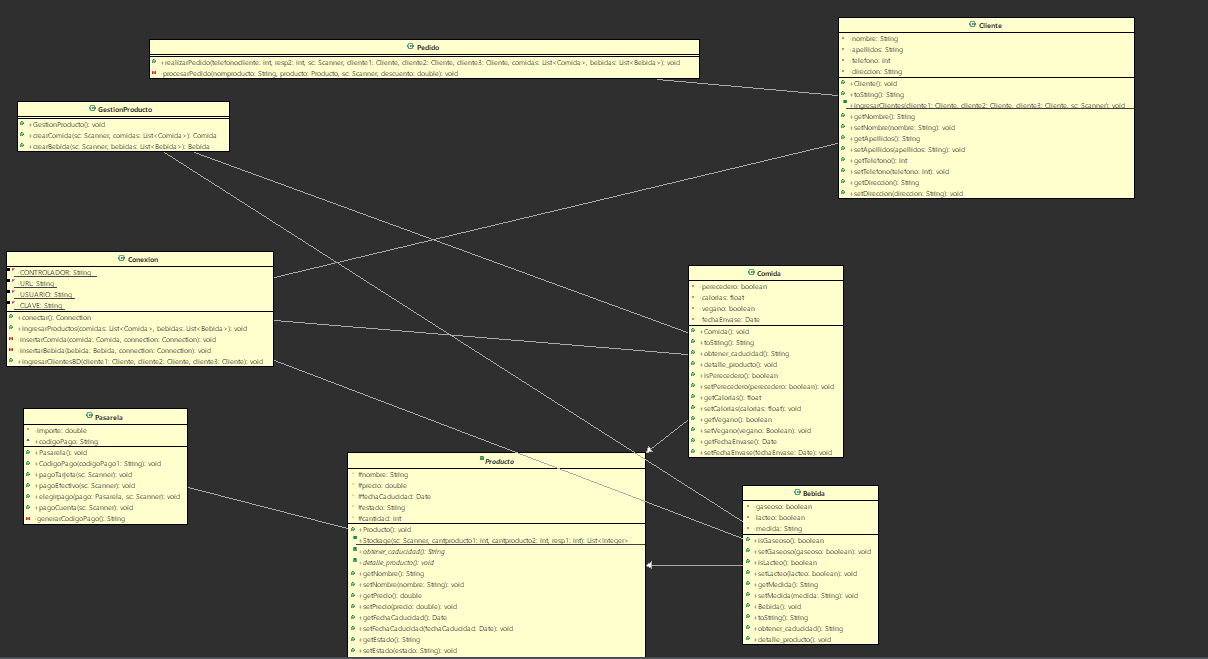 Pedido
+realizarPedido(telefonocliente: int, resp2: int, sc: Scanner, cliente1: Cliente, cliente2: Cliente, cliente3: Cliente, comidas: List<Comida>, bebidas: List<Bebida>): void
-procesarPedido(nomproducto: String, producto: Producto, sc: Scanner, descuento: double): void
Cliente
-nombre: String
-apellidos: String
-telefono: int
-direccion: String
+Cliente(): void
+toString(): String
+IngresarClientes(cliente1: Cliente, cliente2: Cliente, cliente3: Cliente, sc: Scanner): void
+getNombre(): String
+setNombre(nombre: String): void
+getApellidos(): String
+setApellidos(apellidos: String): void
+getTelefono(): int
+setTelefono(telefono: int): void
+getDireccion(): String
+setDireccion(direccion: String): void
GestionProducto
+GestionProducto(): void
+crearComida(sc: Scanner, comidas: List<Comida>): Comida
+crearBebida(sc: Scanner, bebidas: List<Bebida>): Bebida
Conexion
-CONTROLADOR: String
-URL: String
-USUARIO: String
-CLAVE: String
+conectar(): Connection
+IngresarProductos(comidas: List<Comida>, bebidas: List<Bebida>): void
-insertarComida(comida: Comida, connection: Connection): void
-insertarBebida(bebida: Bebida, connection: Connection): void
+IngresarClientesBD(cliente1: Cliente, cliente2: Cliente, cliente3: Cliente): void
Comida
-perecedero: boolean
-calorias: float
-vegano: boolean
-fechaEnvase: Date
+Comida(): void
+toString(): String
+obtener_caducidad(): String
+detalle_producto(): void
+isPerecedero(): boolean
+setPerecedero(perecedero: boolean): void
+getCalorias(): float
+setCalorias(calorias: float): void
+getVegano(): boolean
+setVegano(vegano: Boolean): void
+getFechaEnvase(): Date
+setFechaEnvase(fechaEnvase: Date): void
Pasarela
-importe: double
+codigoPago: String
+Pasarela(): void
+CodigoPago(codigoPago1: String): void
+pagoTarjeta(sc: Scanner): void
+pagoEfectivo(sc: Scanner): void
+elegirpago(pago: Pasarela, sc: Scanner): void
+pagoCuenta(sc: Scanner): void
-generarCodigoPago(): String
Producto
#nombre: String
#precio: double
#fechaCaducidad: Date
#estado: String
#cantidad: int
+Producto(): void
+Stockage(sc: Scanner, cantproducto1: int, cantproducto2: int, resp1: int): List<Integer>
+obtener_caducidad(): String
+detalle_producto(): void
+getNombre(): String
+setNombre(nombre: String): void
+getPrecio(): double
+setPrecio(precio: double): void
+getFechaCaducidad(): Date
+setFechaCaducidad(fechaCaducidad: Date): void
+getEstado(): String
+setEstado(estado: String): void
Bebida
-gaseoso: boolean
-lacteo: boolean
-medida: String
+isGaseoso(): boolean
+setGaseoso(gaseoso: boolean): void
+isLacteo(): boolean
+setLacteo(lacteo: boolean): void
+getMedida(): String
+setMedida(medida: String): void
+Bebida(): void
+toString(): String
+obtener_caducidad(): String
+detalle_producto(): void